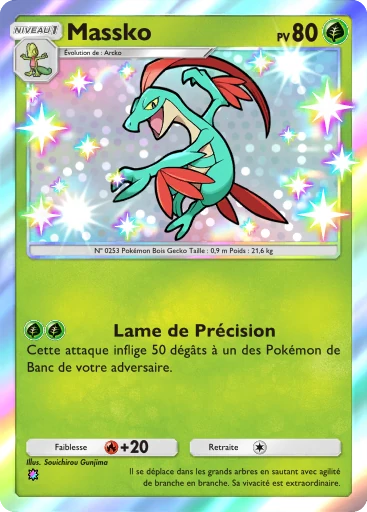 NIVEAU 1
Massko
PV 80
Évolution de : Arcko
N° 0253 Pokémon Bois Gecko Taille : 0,9 m Poids : 21,6 kg
Lame de Précision
Cette attaque inflige 50 dégâts à un des Pokémon de
Banc de votre adversaire.
Faiblesse +20
Retraite
Illus. Souichirou Gunjima
Il se déplace dans les grands arbres en sautant avec agilité
de branche en branche. Sa vivacité est extraordinaire.